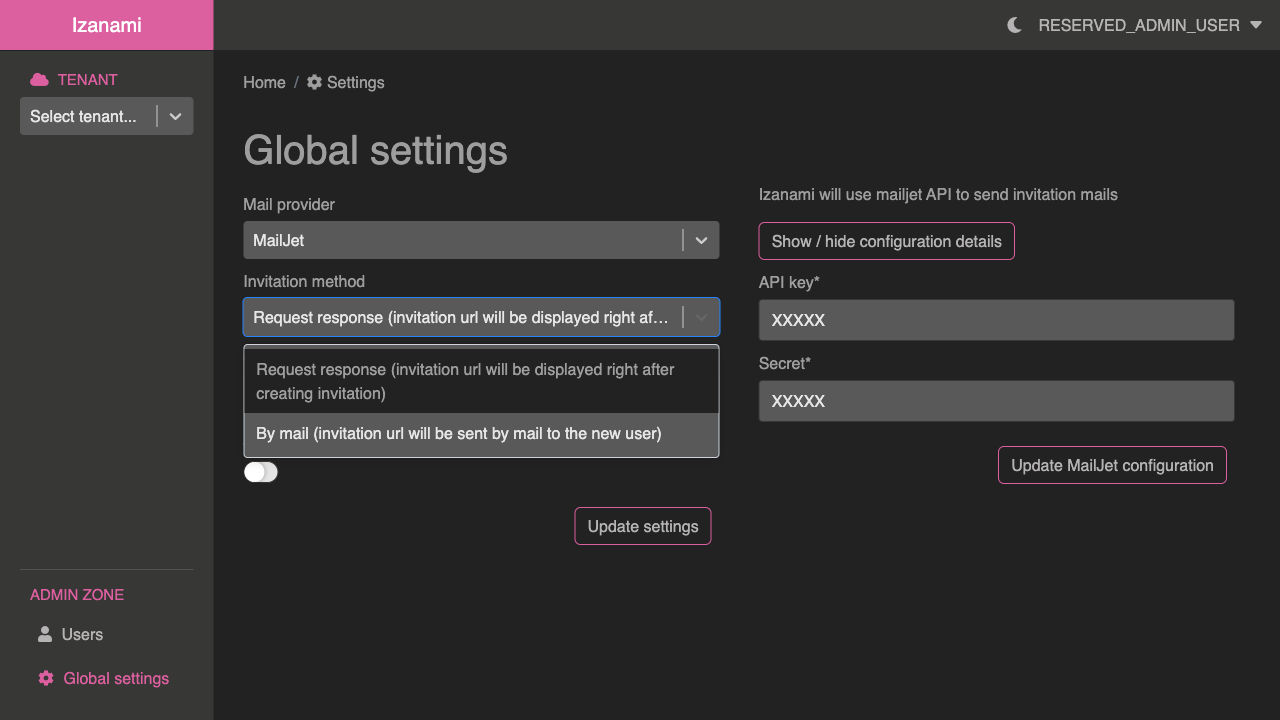 Izanami
RESERVED_ADMIN_USER
TENANT
Select tenant...
Home / Settings
Global settings
Mail provider
MailJet
Invitation method
Request response (invitation url will be displayed right af…
Request response (invitation url will be displayed right after
creating invitation)
By mail (invitation url will be sent by mail to the new user)
Update settings
Izanami will use mailjet API to send invitation mails
Show / hide configuration details
API key*
XXXXX
Secret*
XXXXX
Update MailJet configuration
ADMIN ZONE
Users
Global settings